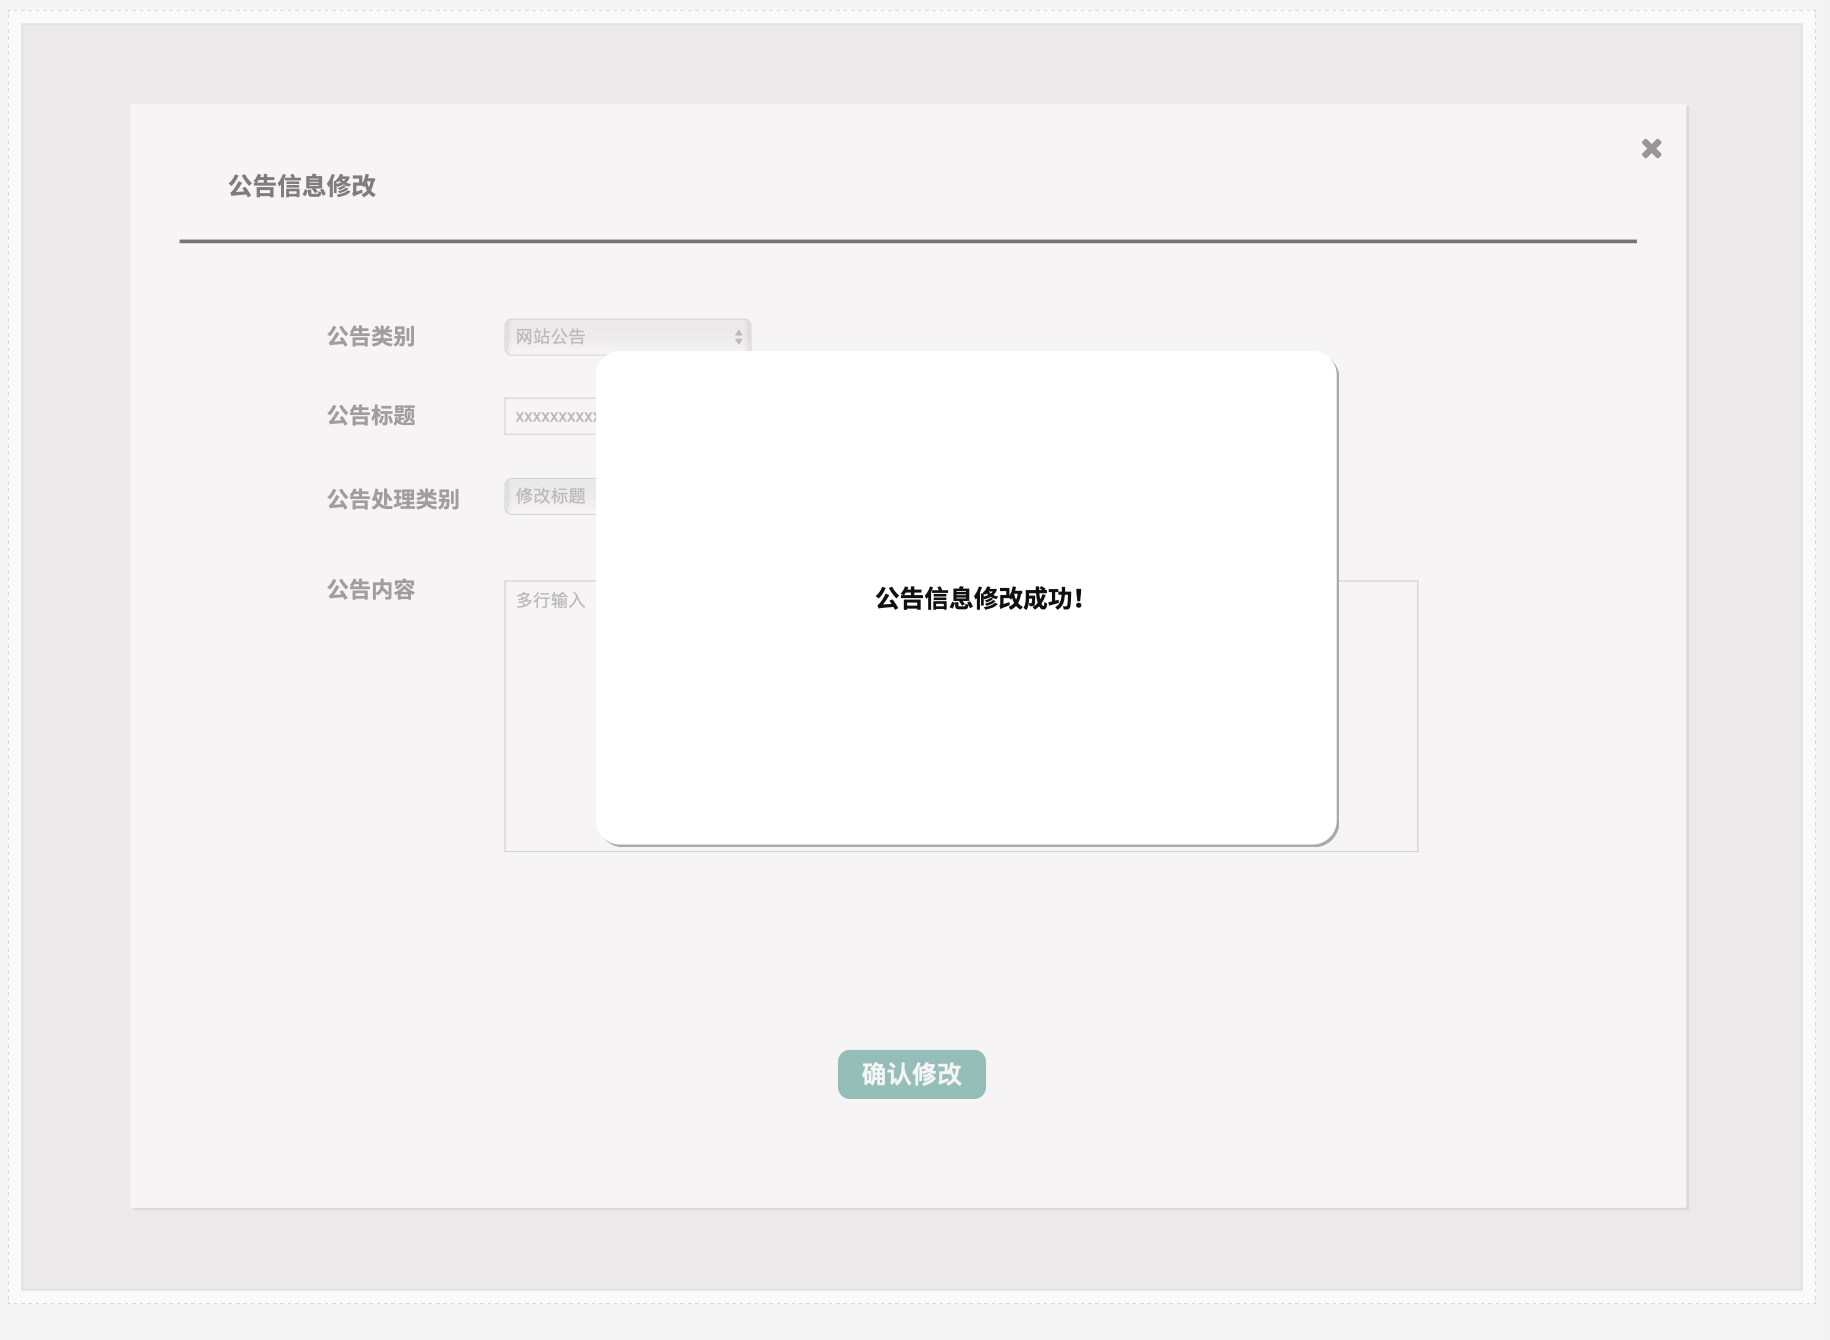 公告信息修改
公告类别
网站公告
公告标题
xxxxxxxxxx
公告处理类别
修改标题
公告内容
多行输入
公告信息修改成功！
确认修改